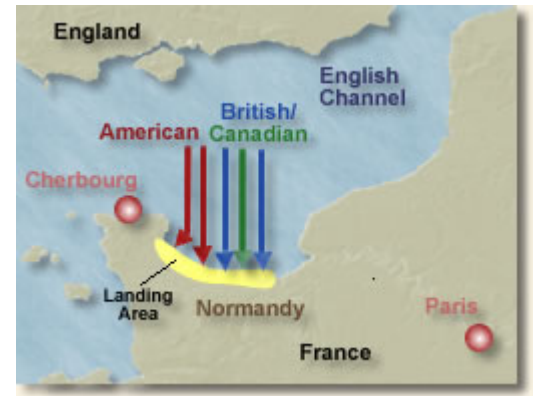 England
English
Channel
British/
American Canadian
Cherbourg
Landing
Area
Normandy
Paris
France